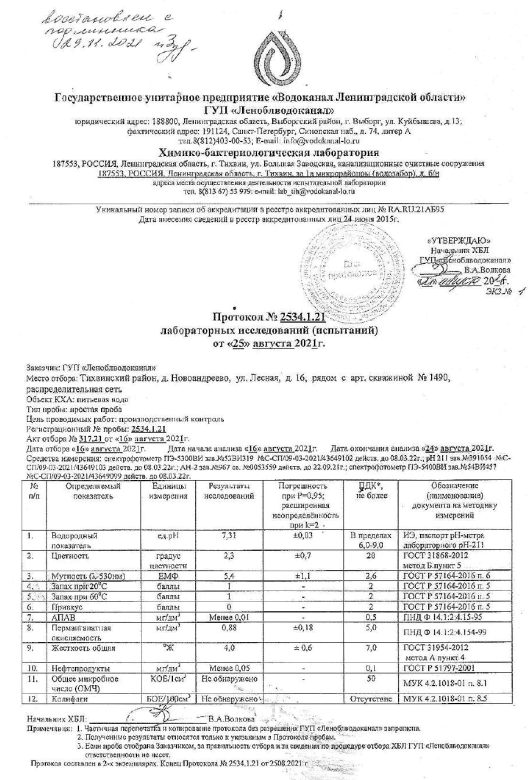 восстановлен с
подлинника
29.11.2021
Государственное унитарное предприятие «Водоканал Ленинградской области»
ГУП «Леноблводоканал»
юридический адрес: 188800, Ленинградская область, Выборгский район, г. Выборг, ул. Куйбышева, д.13;
фактический адрес: 191124, Санкт-Петербург, Синопская наб., д. 74, литер А
тел.8(812)403-00-53; E-mail: info@vodokanal-lo.ru
Химико-бактериологическая лаборатория
187553, РОССИЯ, Ленинградская область, г. Тихвин, ул. Большая Заводская, канализационные очистные сооружения
187553, РОССИЯ, Ленинградская область, г. Тихвин, за 1а микрорайоном (водозабор), д. б/н
адреса места осуществления деятельности испытательной лаборатории
тел. 8(813 67) 53 979: e-mail: lab_tih@vodokanal-lo.ru
Уникальный номер записи об аккредитации в реестре аккредитованных лиц № RA.RU.21АБ95
Дата внесения сведений в реестр аккредитованных лиц 24 июня 2015г.
«УТВЕРЖДАЮ»
Начальник ХБЛ
ГУП «Леноблводоканал»
В.А.Волкова
2021г.
ЭКЗ № 1
Для протоколов
Протокол № 2534.1.21
лабораторных исследований (испытаний)
от «25» августа 2021г.
Заказчик: ГУП «Леноблводоканал»
Место отбора: Тихвинский район, д. Новоандреево, ул. Лесная, д. 16, рядом с арт. скважиной № 1490,
распределительная сеть
Объект КХА: питьевая вода
Тип пробы: простая проба
Цель проводимых работ: производственный контроль
Регистрационный № пробы: 2534.1.21
Акт отбора № 317.21 от «16» августа 2021г.
Дата отбора «16» августа 2021г. Дата начала анализа «16» августа 2021г. Дата окончания анализа «24» августа 2021г.
Средства измерения: спектрофотометр ПЭ-5300ВИ зав.№53ВИ319 №С-СП/09-03-2021/43649102 действ. до 08.03.22г.; рН 211 зав.№891694 №С-
СП/09-03-2021/43649103 действ. до 08.03.22г.; АН-2 зав.№967 св. №0053559 действ. до 22.09.21г.; спектрофотометр ПЭ-5400ВИ зав.№54ВИ457
№С-СП/09-03-2021/43649099 действ. до 08.03.22г.
№ п/п Определяемый показатель Единицы измерения Результаты исследований Погрешность при Р=0,95; расширенная неопределённость при k=2 ПДК*, не более Обозначение (наименование) документа на методику измерений
1. Водородный показатель ед.рН 7,31 ±0,03 В пределах 6,0-9,0 ИЭ, паспорт рН-метра лабораторного рН-211
2. Цветность градус цветности 2,3 ±0,7 20 ГОСТ 31868-2012 метод Б пункт 5
3. Мутность (λ-530нм) ЕМФ 5,4 ±1,1 2,6 ГОСТ Р 57164-2016 п. 6
4. Запах при 20⁰С баллы 1 - 2 ГОСТ Р 57164-2016 п. 5
5. Запах при 60⁰С баллы 1 - 2 ГОСТ Р 57164-2016 п. 5
6. Привкус баллы 0 - 2 ГОСТ Р 57164-2016 п. 5
7. АПАВ мг/дм³ Менее 0,01 - 0,5 ПНД Ф 14.1:2:4.15-95
8. Перманганатная окисляемость мг/дм³ 0,88 ±0,18 5,0 ПНД Ф 14.1:2:4.154-99
9. Жесткость общая ⁰Ж 4,0 ± 0,6 7,0 ГОСТ 31954-2012 метод А пункт 4
10. Нефтепродукты мг/дм³ Менее 0,05 - 0,1 ГОСТ Р 51797-2001
11. Общее микробное число (ОМЧ) КОЕ/1см³ Не обнаружено - 50 МУК 4.2.1018-01 п. 8.1
12. Колифаги БОЕ/100см³ Не обнаружено - Отсутствие МУК 4.2.1018-01 п. 8.5
Начальник ХБЛ В.А.Волкова
Примечания: 1. Частичная перепечатка и копирование протокола без разрешения ГУП «Леноблводоканал» запрещена.
2. Полученные результаты относятся только к указанным в Протоколе пробам.
3. Если проба отобрана Заказчиком, за правильность отбора и за сведения по процедуре отбора ХБЛ ГУП «Леноблводоканал»
ответственности не несет.
Протокол составлен в 2-х экземплярах. Конец Протокола № 2534.1.21 от 25082021г.